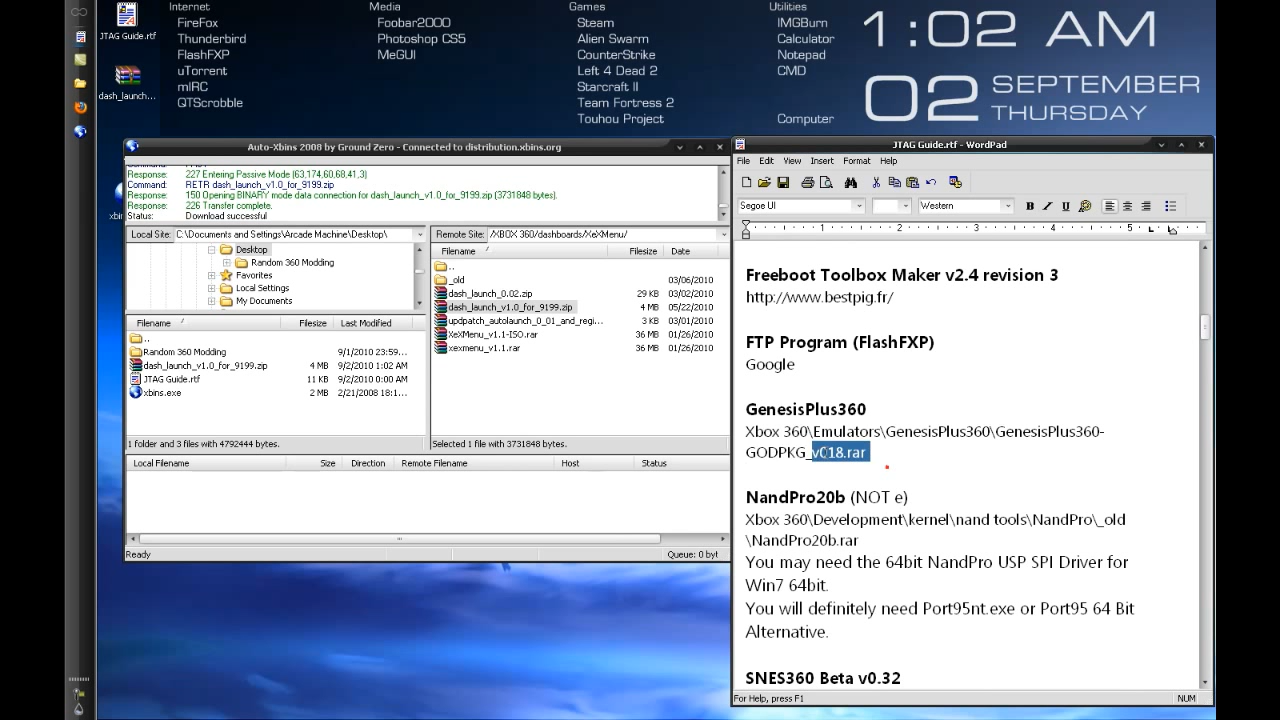 JTAG Guide.rtf
dash_launch...
Internet
FireFox
Thunderbird
FlashFXP
uTorrent
mIRC
QTScrobble
Media
Foobar2000
Photoshop CS5
MeGUI
Games
Steam
Alien Swarm
CounterStrike
Left 4 Dead 2
Starcraft II
Team Fortress 2
Touhou Project
Utilities
IMGBurn
Calculator
Notepad
CMD
Computer
1:02 AM
02 SEPTEMBER
THURSDAY
Auto-Xbins 2008 by Ground Zero - Connected to distribution.xbins.org
Response: 227 Entering Passive Mode (63,174,60,68,41,3)
Command: RETR dash_launch_v1.0_for_9199.zip
Response: 150 Opening BINARY mode data connection for dash_launch_v1.0_for_9199.zip (3731848 bytes).
Response: 226 Transfer complete.
Status: Download successful
Local Site: C:\Documents and Settings\Arcade Machine\Desktop\
Desktop
Random 360 Modding
Favorites
Local Settings
My Documents
Filename Filesize Last Modified
..
Random 360 Modding 9/1/2010 23:59...
dash_launch_v1.0_for_9199.zip 4 MB 9/2/2010 1:02 AM
JTAG Guide.rtf 11 KB 9/2/2010 0:00 AM
xbins.exe 2 MB 2/21/2008 18:1...
1 folder and 3 files with 4792444 bytes.
Remote Site: /XBOX 360/dashboards/XeXMenu/
Filename Filesize Date
..
_old 03/06/2010
dash_launch_0.02.zip 29 KB 03/02/2010
dash_launch_v1.0_for_9199.zip 4 MB 05/22/2010
updpatch_autolaunch_0_01_and_regi... 3 KB 03/01/2010
XeXMenu_v1.1-ISO.rar 36 MB 01/26/2010
xexmenu_v1.1.rar 36 MB 01/26/2010
Selected 1 file with 3731848 bytes.
Local Filename Size Direction Remote Filename Host Status
Ready Queue: 0 byt
xbin
JTAG Guide.rtf - WordPad
File Edit View Insert Format Help
Segoe UI Western B I U
1 2 3 4 5
Freeboot Toolbox Maker v2.4 revision 3
http://www.bestpig.fr/
FTP Program (FlashFXP)
Google
GenesisPlus360
Xbox 360\Emulators\GenesisPlus360\GenesisPlus360-
GODPKG_v018.rar
NandPro20b (NOT e)
Xbox 360\Development\kernel\nand tools\NandPro\_old
\NandPro20b.rar
You may need the 64bit NandPro USP SPI Driver for
Win7 64bit.
You will definitely need Port95nt.exe or Port95 64 Bit
Alternative.
SNES360 Beta v0.32
For Help, press F1 NUM